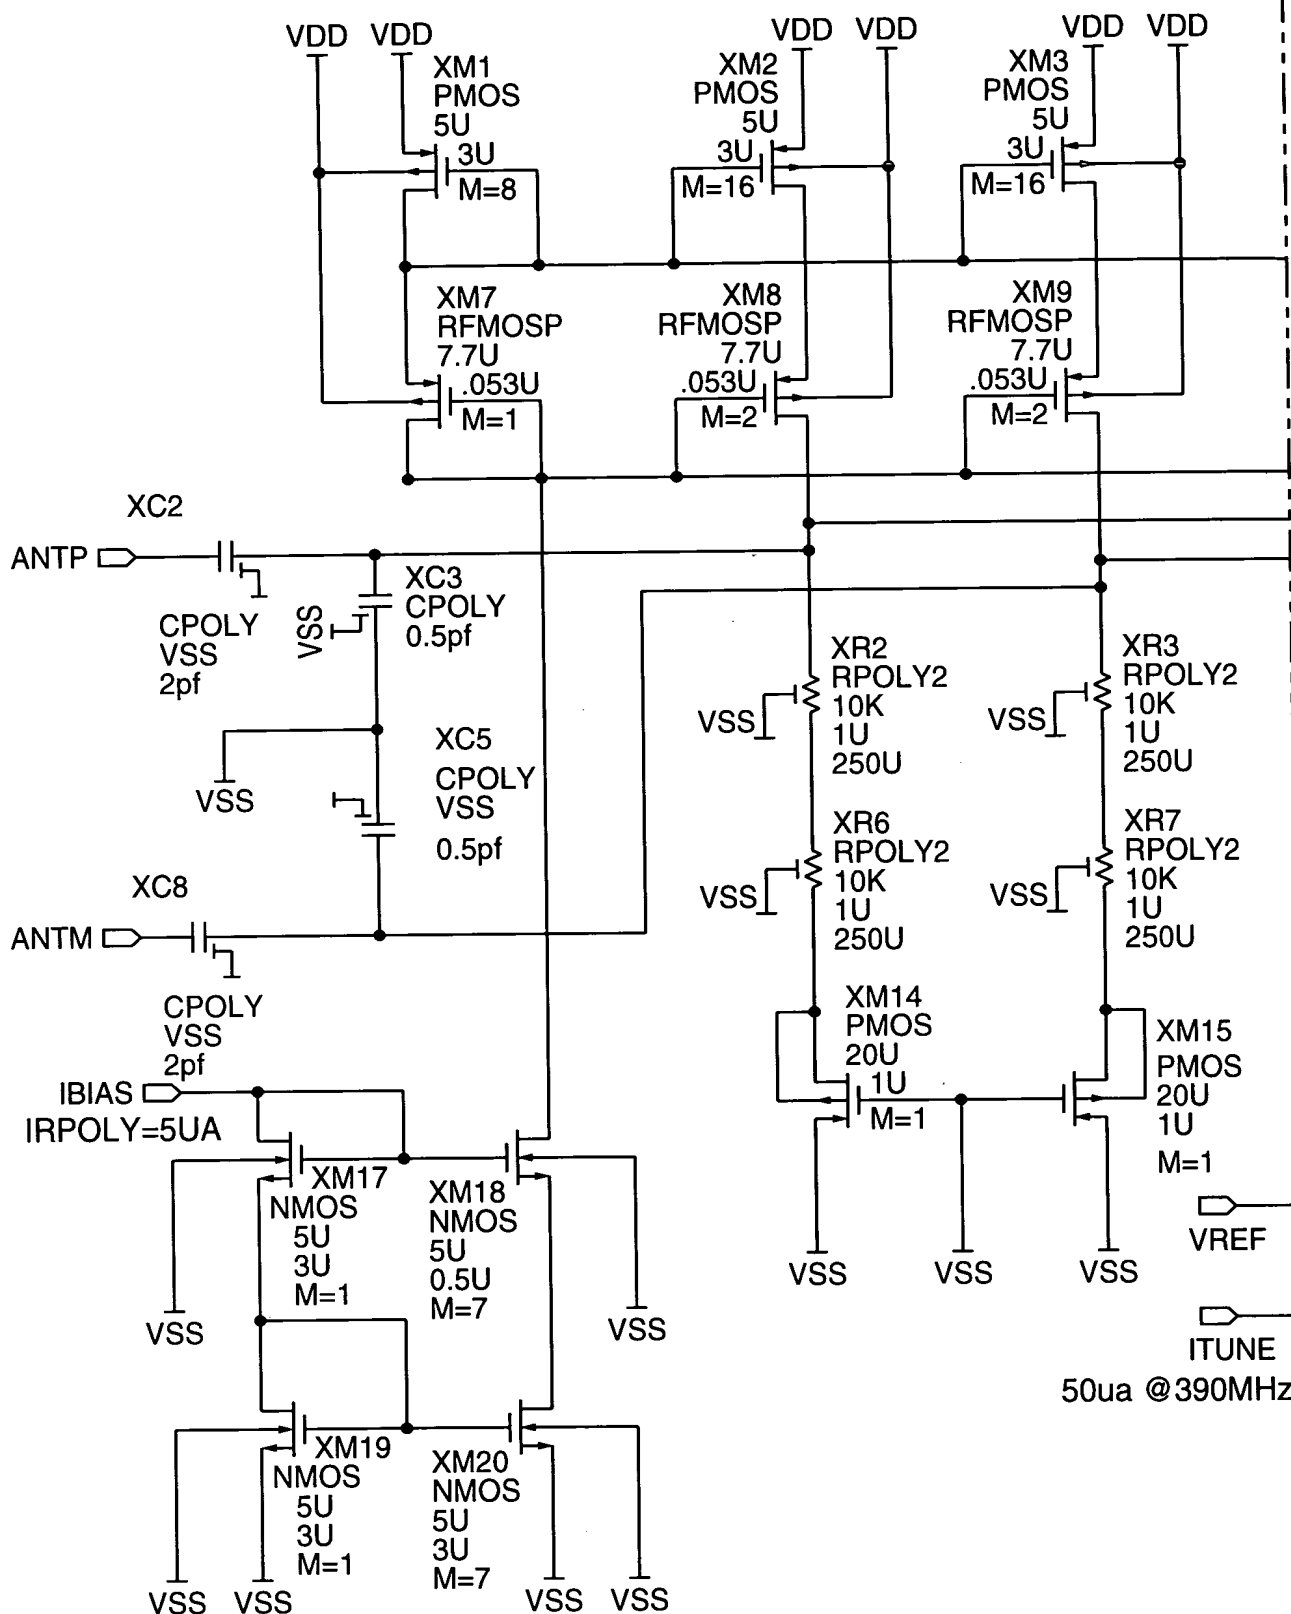 VDD VDD
XM1
PMOS
5U
3U
M=8
VDD VDD
XM2
PMOS
5U
3U
M=16
VDD VDD
XM3
PMOS
5U
3U
M=16
XM7
RFMOSP
7.7U
.053U
M=1
XM8
RFMOSP
7.7U
.053U
M=2
XM9
RFMOSP
7.7U
.053U
M=2
XC2
ANTP
CPOLY
VSS
2pf
XC3
CPOLY
0.5pf
VSS
VSS
XC5
CPOLY
VSS
0.5pf
XC8
ANTM
CPOLY
VSS
2pf
XR2
RPOLY2
10K
1U
250U
VSS
XR3
RPOLY2
10K
1U
250U
VSS
XR6
RPOLY2
10K
1U
250U
VSS
XR7
RPOLY2
10K
1U
250U
VSS
XM14
PMOS
20U
1U
M=1
XM15
PMOS
20U
1U
M=1
VSS VSS VSS
IBIAS
IRPOLY=5UA
XM17
NMOS
5U
3U
M=1
XM18
NMOS
5U
0.5U
M=7
VSS
VSS
XM19
NMOS
5U
3U
M=1
XM20
NMOS
5U
3U
M=7
VSS VSS VSS VSS
VREF
ITUNE
50ua @390MHz